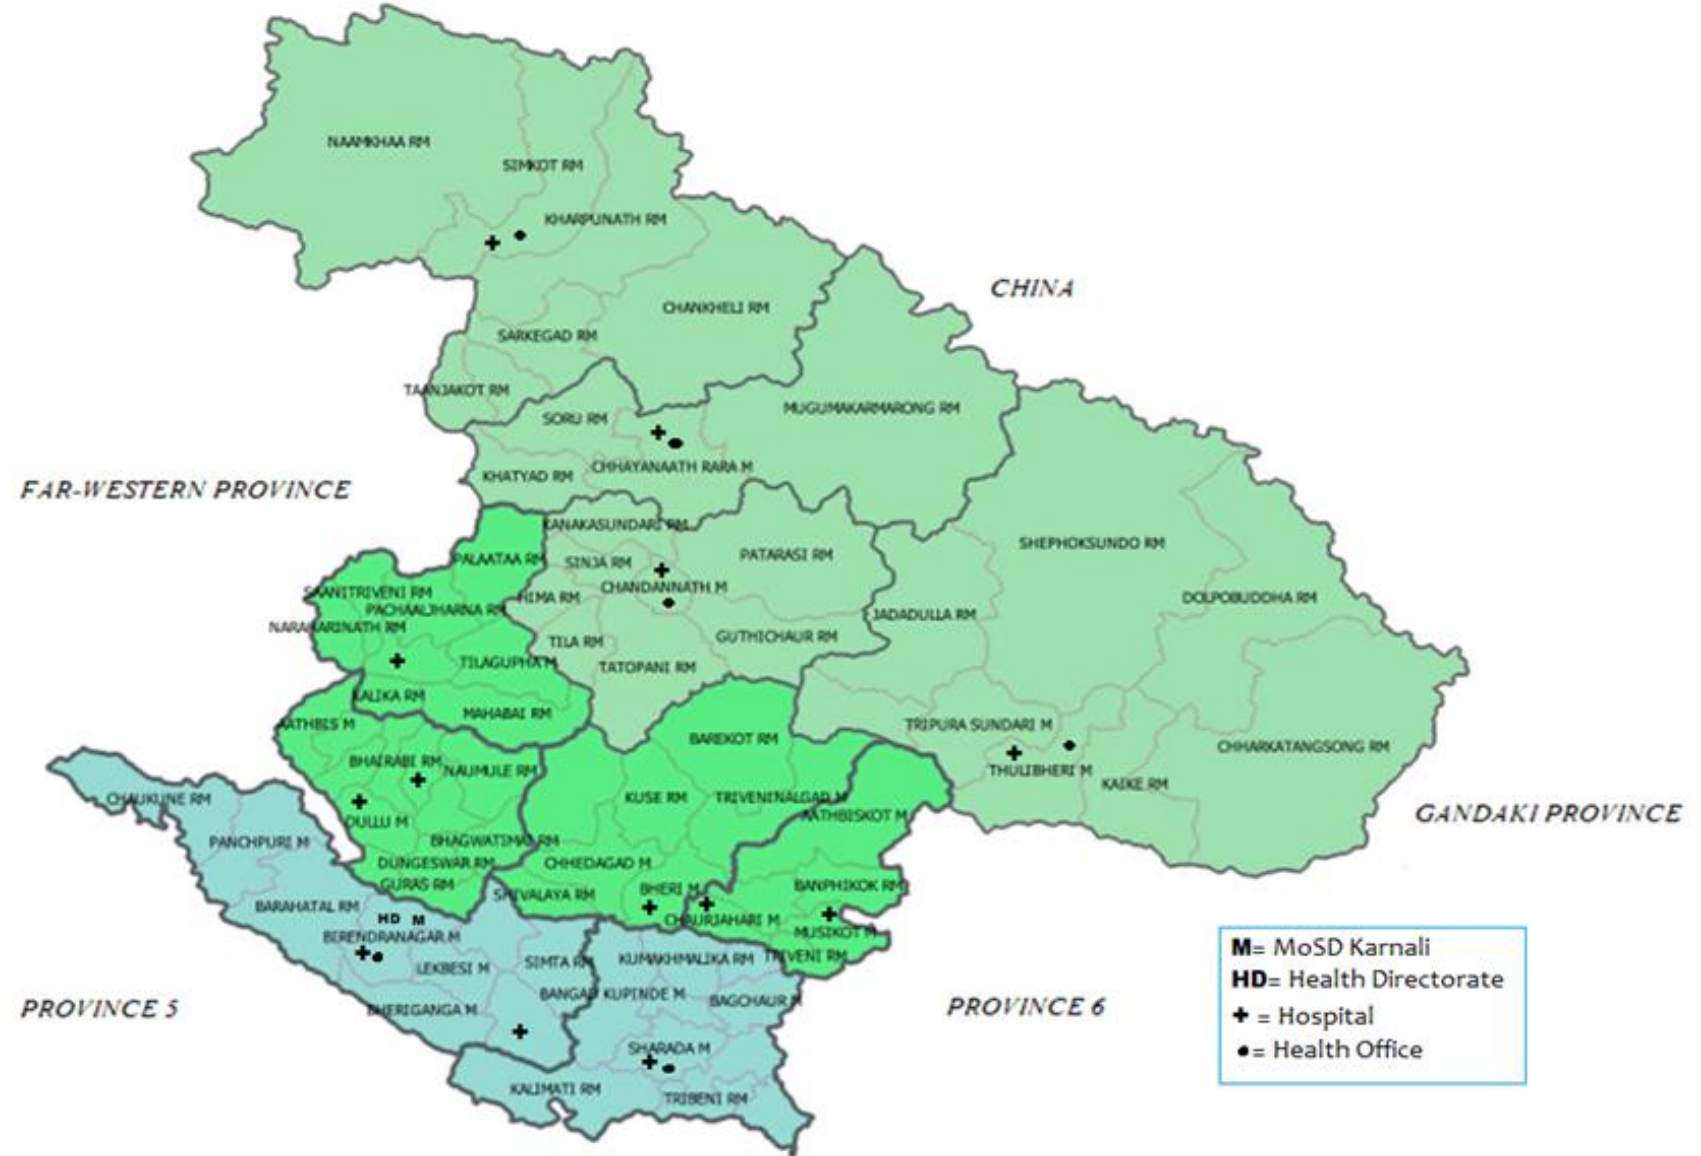 NAAMKHAA RM
SIMKOT RM
KHARPUNATH RM
CHINA
CHANKHELI RM
SARKEGAD RM
TAANJAKOT RM
MUGUMAKARMARONG RM
SORU RM
CHHAYANAATH RARA M
KHATYAD RM
FAR-WESTERN PROVINCE
KANAKASUNDARI RM
PATARASI RM
SHEPHOKSUNDO RM
PALAATAA RM
SINJA RM
CHANDANNATH M
SAANITRIVENI RM
HIMA RM
DOLPOBUDDHA RM
PACHAALJHARNA RM
JADADULLA RM
NARAHARINATH RM
TILA RM
GUTHICHAUR RM
TILAGUPHA M
TATOPANI RM
KALIKA RM
MAHABAI RM
AATHBIS M
TRIPURA SUNDARI M
BAREKOT RM
CHHARKATANGSONG RM
BHAIRABI RM
NAUMULE RM
THULIBHERI M
KAIKE RM
CHAUKUNE RM
KUSE RM
TRIVENINALGAD M
AATHBISKOT M
GANDAKI PROVINCE
DULLU M
PANCHPURI M
BHAGWATIMAI RM
DUNGESWAR RM
CHHEDAGAD M
GURAS RM
SHIVALAYA RM
BHERI M
BANPHIKOK RM
BARAHATAL RM
HD M
CHAURJAHARI M
MUSIKOT M
BIRENDRANAGAR M
LEKBESI M
SIMTA RM
KUMAKHMALIKA RM
TRIVENI RM
BANGAD KUPINDE M
BAGCHAUR M
PROVINCE 5
BHERIGANGA M
PROVINCE 6
SHARADA M
KALIMATI RM
TRIBENI RM
M= MoSD Karnali
HD= Health Directorate
= Hospital
= Health Office